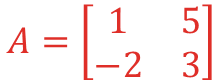 A = [ 1 5
-2 3 ]